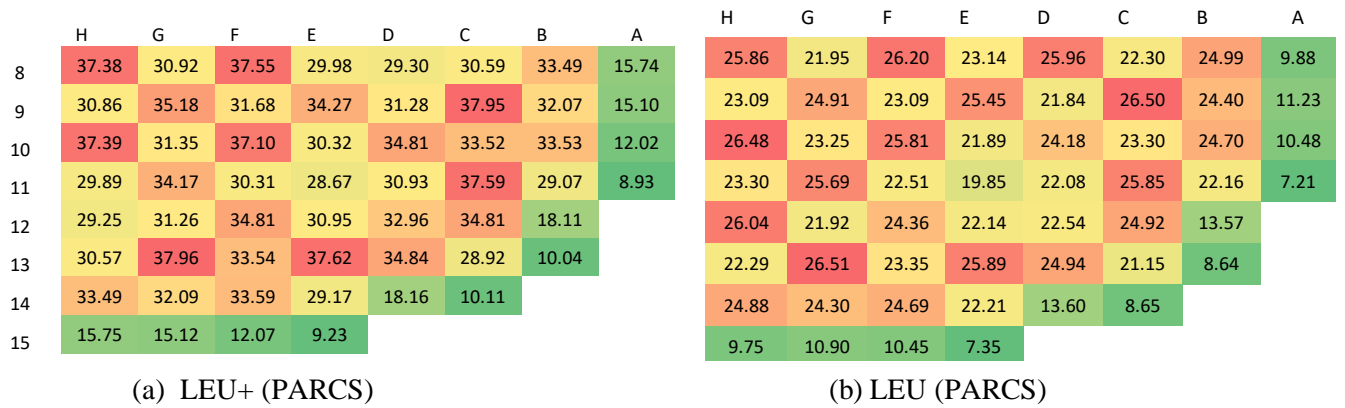 H G F E D C B A
8 37.38 30.92 37.55 29.98 29.30 30.59 33.49 15.74
9 30.86 35.18 31.68 34.27 31.28 37.95 32.07 15.10
10 37.39 31.35 37.10 30.32 34.81 33.52 33.53 12.02
11 29.89 34.17 30.31 28.67 30.93 37.59 29.07 8.93
12 29.25 31.26 34.81 30.95 32.96 34.81 18.11
13 30.57 37.96 33.54 37.62 34.84 28.92 10.04
14 33.49 32.09 33.59 29.17 18.16 10.11
15 15.75 15.12 12.07 9.23
(a) LEU+ (PARCS)
H G F E D C B A
25.86 21.95 26.20 23.14 25.96 22.30 24.99 9.88
23.09 24.91 23.09 25.45 21.84 26.50 24.40 11.23
26.48 23.25 25.81 21.89 24.18 23.30 24.70 10.48
23.30 25.69 22.51 19.85 22.08 25.85 22.16 7.21
26.04 21.92 24.36 22.14 22.54 24.92 13.57
22.29 26.51 23.35 25.89 24.94 21.15 8.64
24.88 24.30 24.69 22.21 13.60 8.65
9.75 10.90 10.45 7.35
(b) LEU (PARCS)